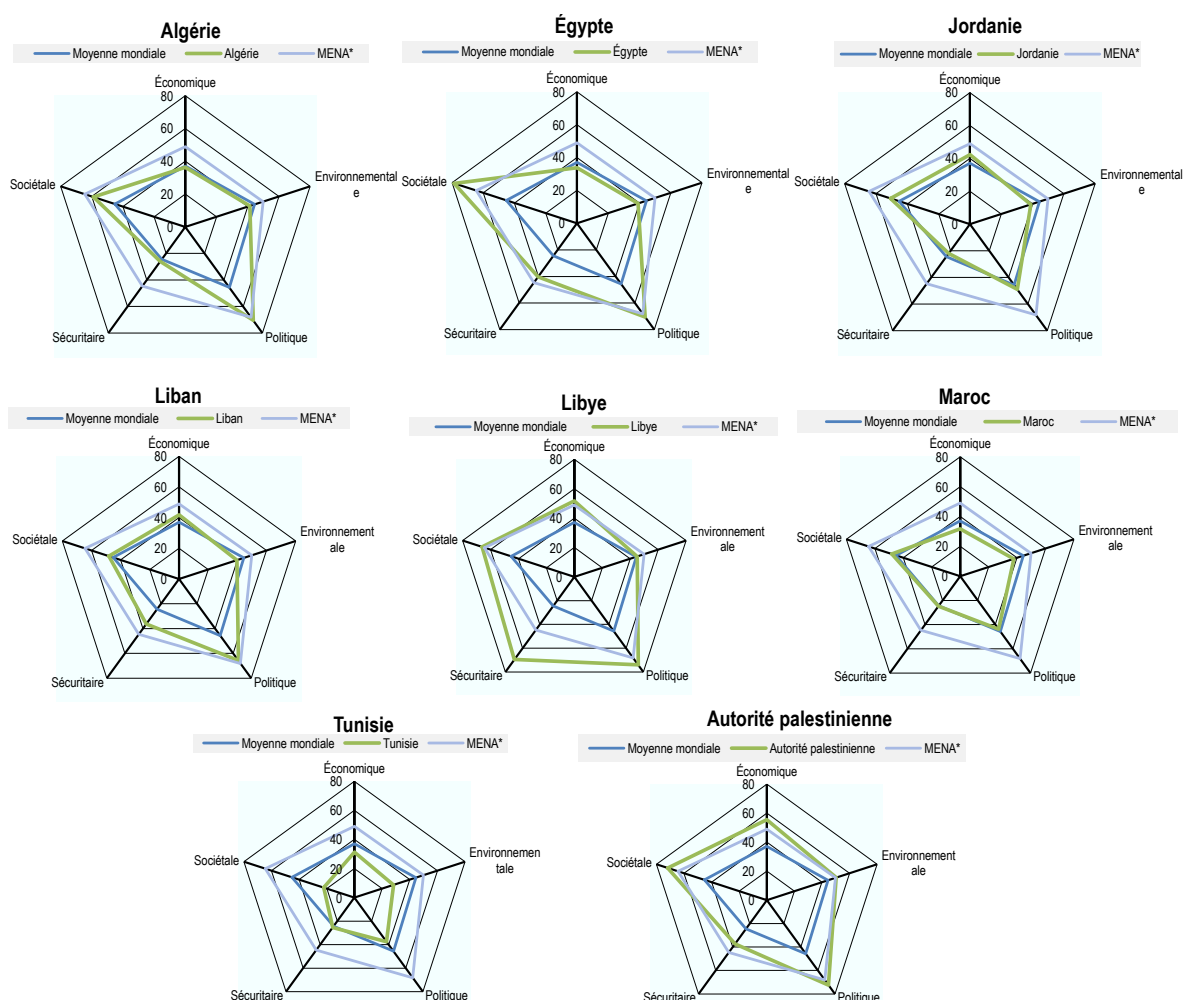 Algérie
Moyenne mondiale Algérie MENA*
Économique
80
60
40
20
0
Sociétale
Environnemental
e
Sécuritaire
Politique
Égypte
Moyenne mondiale Égypte MENA*
Économique
80
60
40
20
0
Sociétale
Environnementale
Sécuritaire
Politique
Jordanie
Moyenne mondiale Jordanie MENA*
Économique
80
60
40
20
0
Sociétale
Environnemental
e
Sécuritaire
Politique
Liban
Moyenne mondiale Liban MENA*
Économique
80
60
40
20
0
Sociétale
Environnement
ale
Sécuritaire
Politique
Libye
Moyenne mondiale Libye MENA*
Économique
80
60
40
20
0
Sociétale
Environnement
ale
Sécuritaire
Politique
Maroc
Moyenne mondiale Maroc MENA*
Économique
80
60
40
20
0
Sociétale
Environnement
ale
Sécuritaire
Politique
Tunisie
Moyenne mondiale Tunisie MENA*
Économique
80
60
40
20
0
Sociétale
Environnemen
tale
Sécuritaire
Politique
Autorité palestinienne
Moyenne mondiale Autorité palestinienne MENA*
Économique
80
60
40
20
0
Sociétale
Environnement
ale
Sécuritaire
Politique